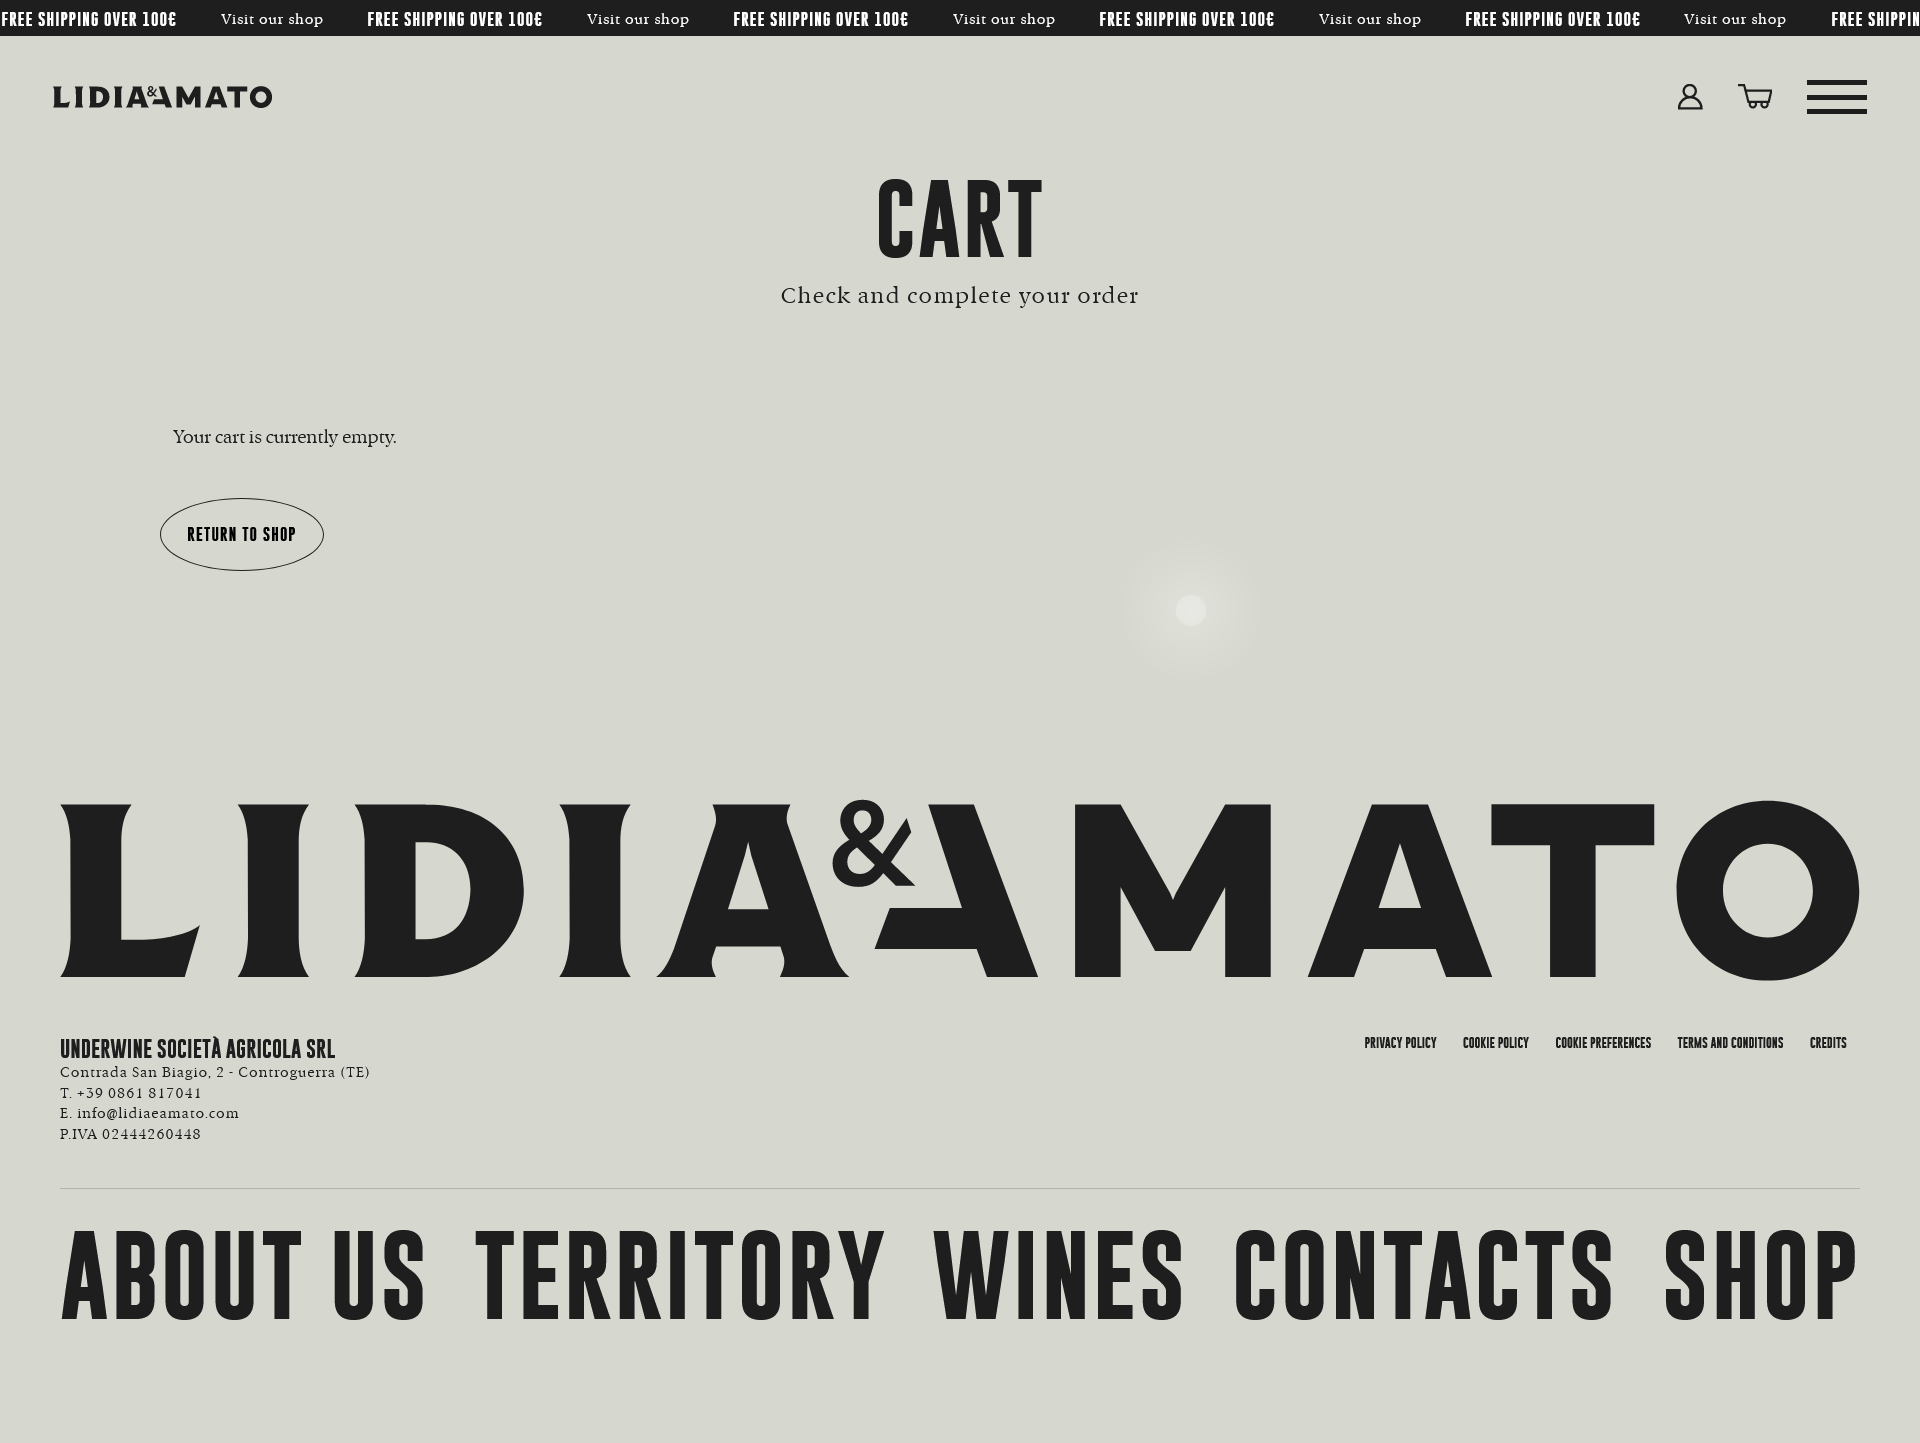 FREE SHIPPING OVER 100€ Visit our shop FREE SHIPPING OVER 100€ Visit our shop FREE SHIPPING OVER 100€ Visit our shop FREE SHIPPING OVER 100€ Visit our shop FREE SHIPPING OVER 100€ Visit our shop FREE SHIPPIN
LIDIA&AMATO
CART
Check and complete your order
Your cart is currently empty.
RETURN TO SHOP
LIDIA&AMATO
UNDERWINE SOCIETÀ AGRICOLA SRL
Contrada San Biagio, 2 - Controguerra (TE)
T. +39 0861 817041
E. info@lidiaeamato.com
P.IVA 02444260448
PRIVACY POLICY COOKIE POLICY COOKIE PREFERENCES TERMS AND CONDITIONS CREDITS
ABOUT US TERRITORY WINES CONTACTS SHOP